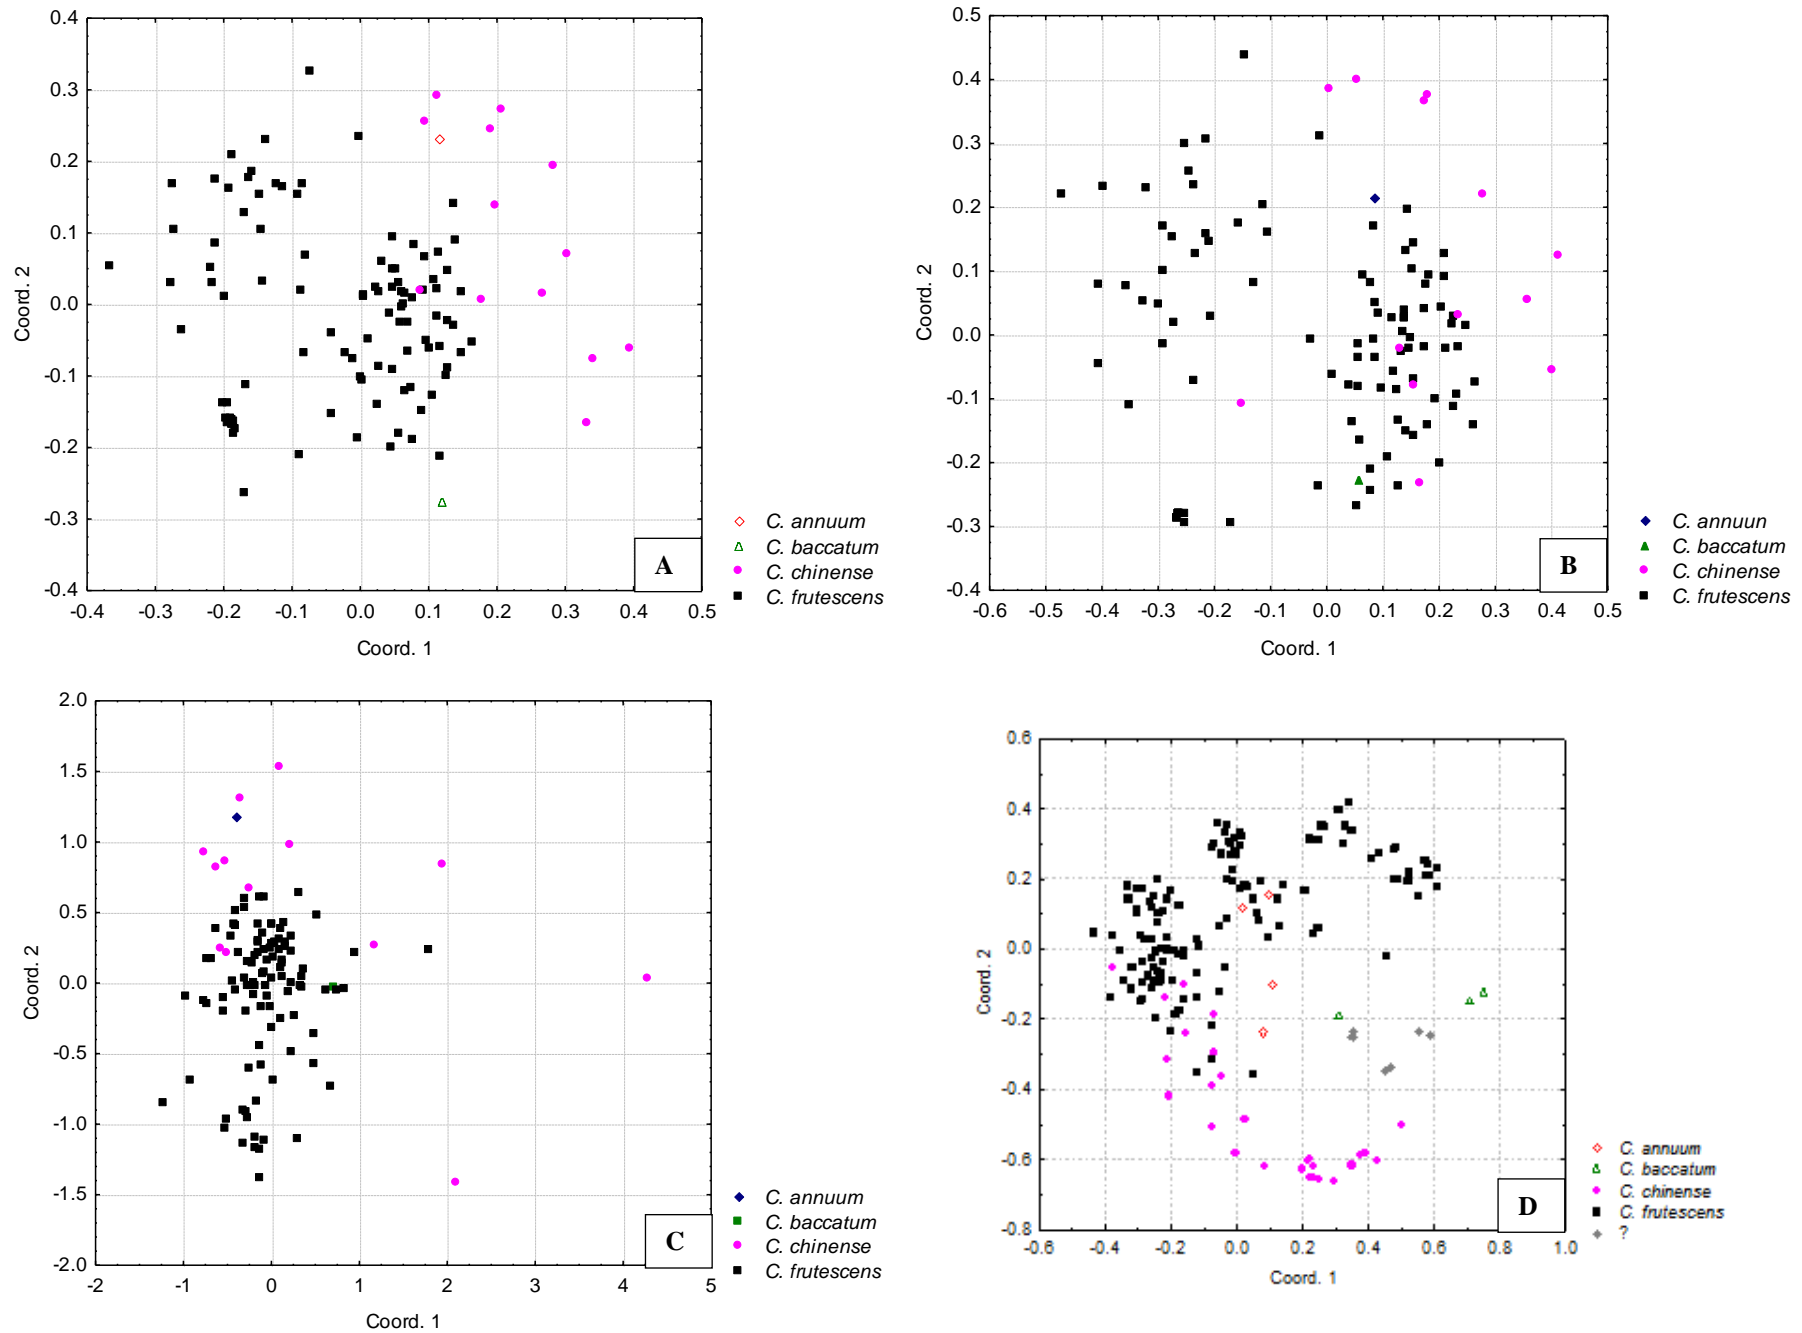 0.4
0.3
0.2
0.1
0.0
-0.1
-0.2
-0.3
-0.4
Coord. 2
-0.4 -0.3 -0.2 -0.1 0.0 0.1 0.2 0.3 0.4 0.5
Coord. 1
A
C. annuum
C. baccatum
C. chinense
C. frutescens
0.5
0.4
0.3
0.2
0.1
0.0
-0.1
-0.2
-0.3
-0.4
Coord. 2
-0.6 -0.5 -0.4 -0.3 -0.2 -0.1 0.0 0.1 0.2 0.3 0.4 0.5
Coord. 1
B
C. annuun
C. baccatum
C. chinense
C. frutescens
2.0
1.5
1.0
0.5
0.0
-0.5
-1.0
-1.5
-2.0
Coord. 2
-2 -1 0 1 2 3 4 5
Coord. 1
C
C. annuum
C. baccatum
C. chinense
C. frutescens
0.6
0.4
0.2
0.0
-0.2
-0.4
-0.6
-0.8
Coord. 2
-0.6 -0.4 -0.2 0.0 0.2 0.4 0.6 0.8 1.0
Coord. 1
D
C. annuum
C. baccatum
C. chinense
C. frutescens
?